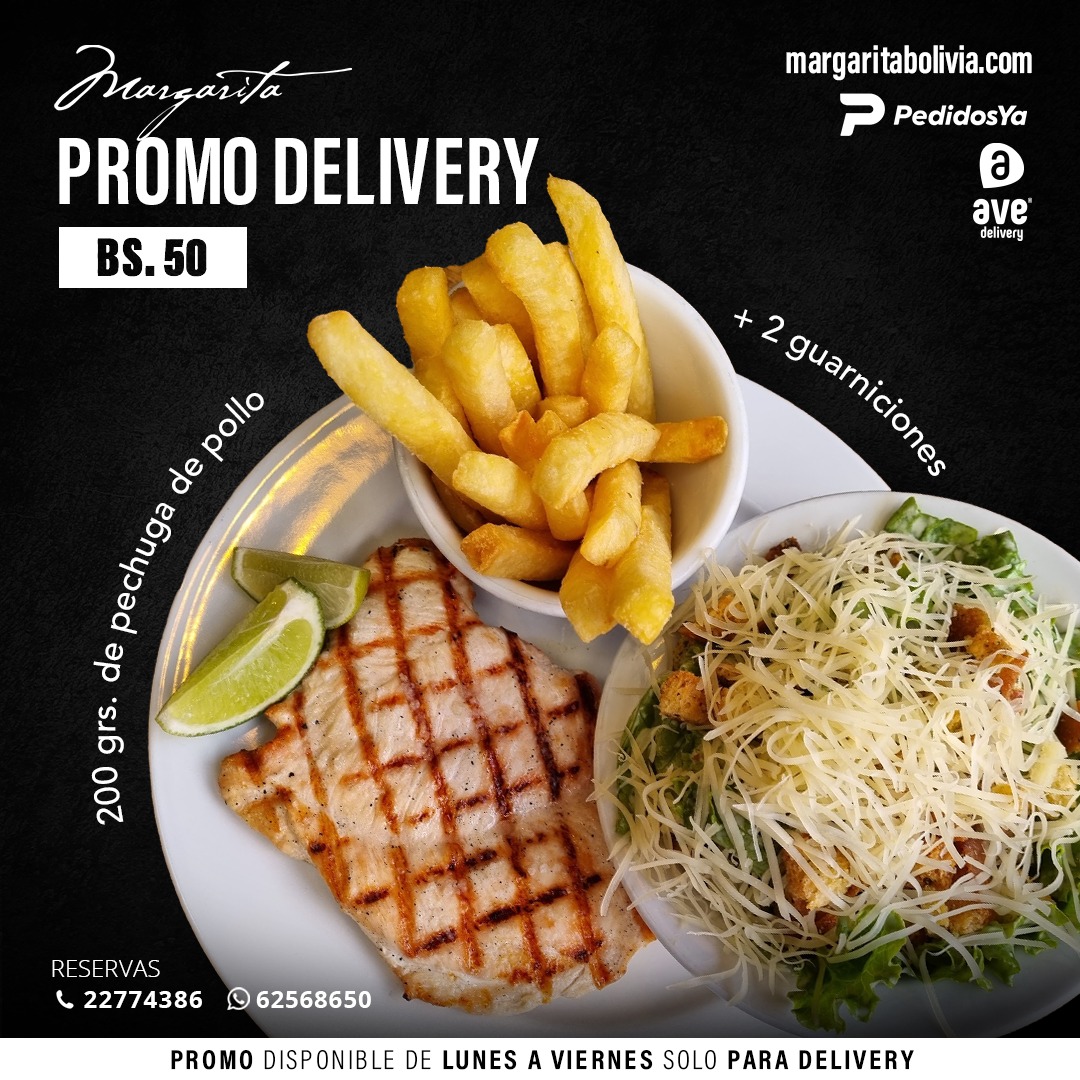 Margarita
PROMO DELIVERY
BS. 50
margaritabolivia.com
PedidosYa
a
ave
delivery
200 grs. de pechuga de pollo
+ 2 guarniciones
RESERVAS
22774386 62568650
PROMO DISPONIBLE DE LUNES A VIERNES SOLO PARA DELIVERY